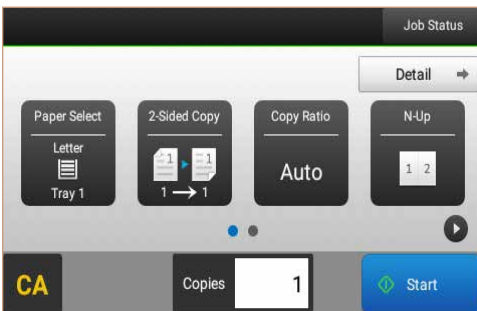 Job Status
Detail
Paper Select
Letter
Tray 1
2-Sided Copy
1 1
1 → 1
Copy Ratio
Auto
N-Up
1 2
CA
Copies
1
Start